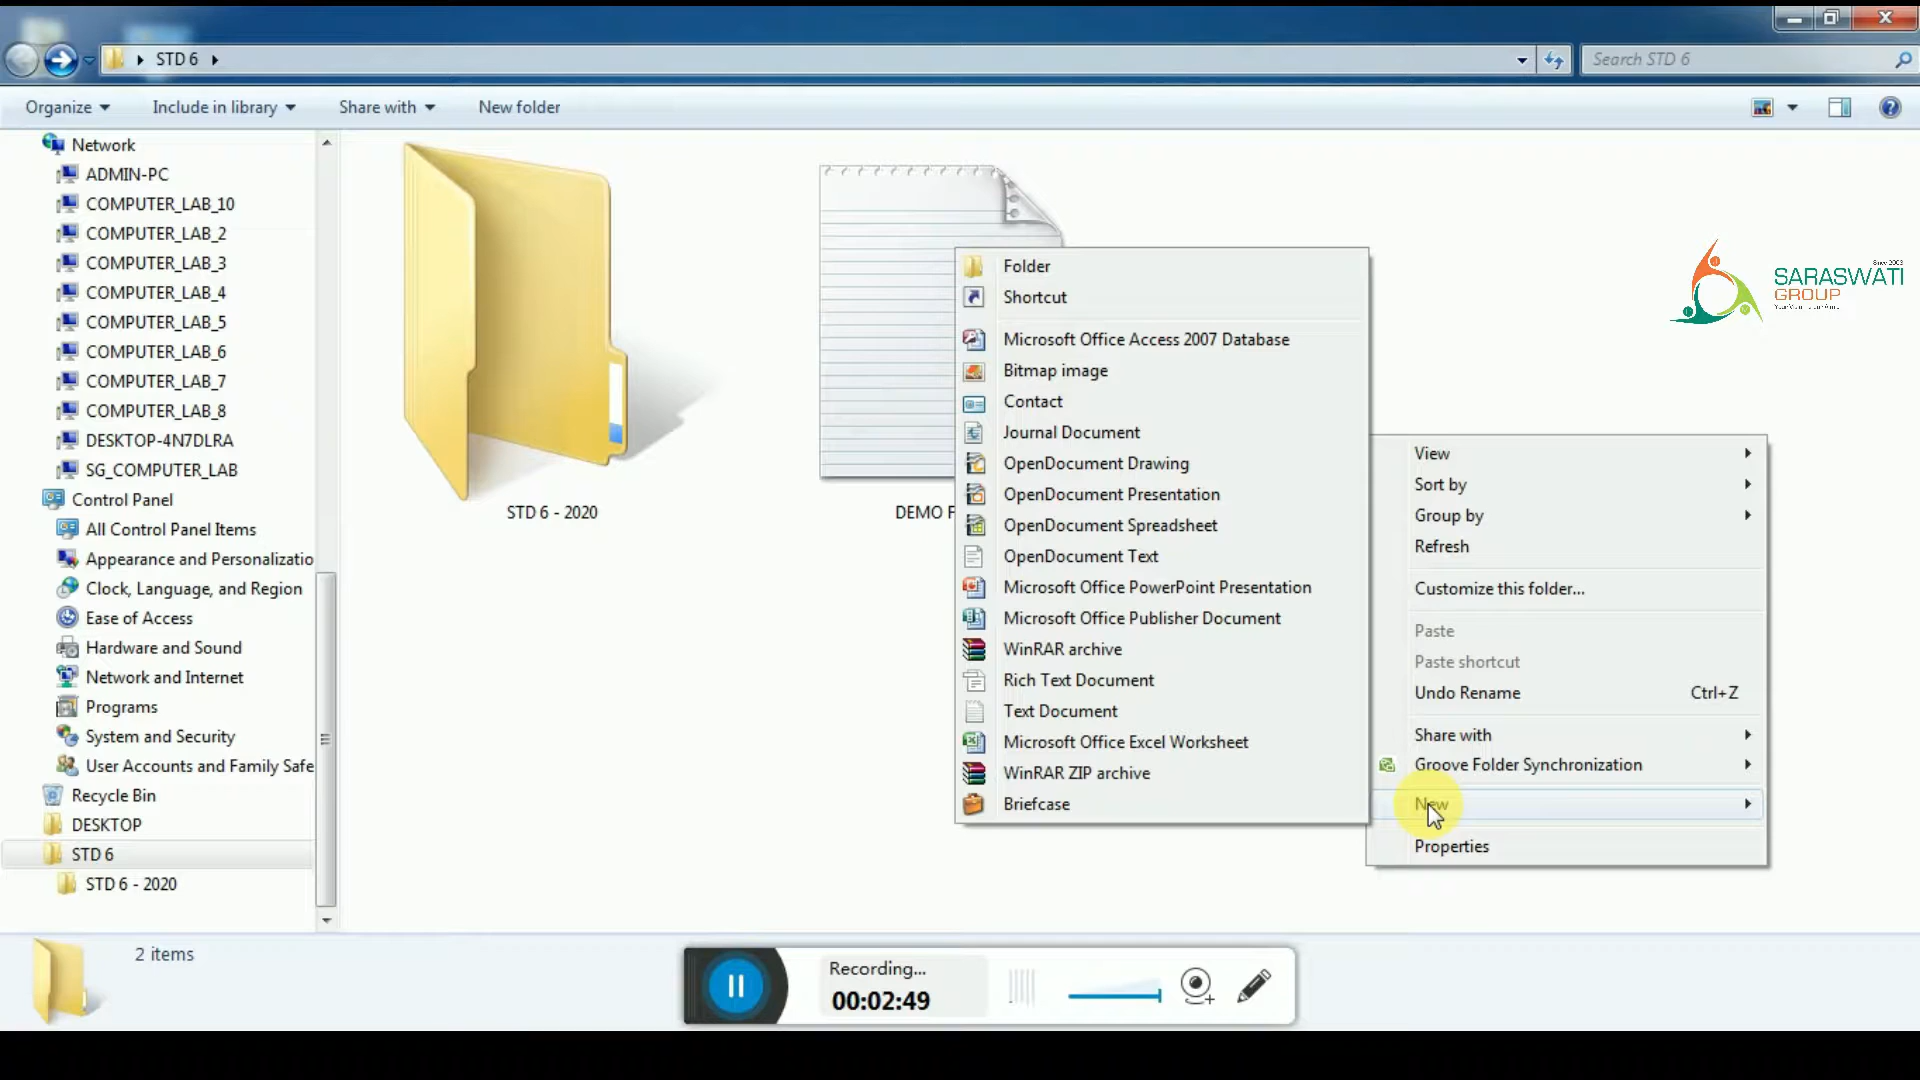 STD 6
Search STD 6
Organize
Include in library
Share with
New folder
Network
ADMIN-PC
COMPUTER_LAB_10
COMPUTER_LAB_2
COMPUTER_LAB_3
COMPUTER_LAB_4
COMPUTER_LAB_5
COMPUTER_LAB_6
COMPUTER_LAB_7
COMPUTER_LAB_8
DESKTOP-4N7DLRA
SG_COMPUTER_LAB
Control Panel
All Control Panel Items
Appearance and Personalizatio
Clock, Language, and Region
Ease of Access
Hardware and Sound
Network and Internet
Programs
System and Security
User Accounts and Family Safe
Recycle Bin
DESKTOP
STD 6
STD 6 - 2020
STD 6 - 2020
DEMO F
Folder
Shortcut
Microsoft Office Access 2007 Database
Bitmap image
Contact
Journal Document
OpenDocument Drawing
OpenDocument Presentation
OpenDocument Spreadsheet
OpenDocument Text
Microsoft Office PowerPoint Presentation
Microsoft Office Publisher Document
WinRAR archive
Rich Text Document
Text Document
Microsoft Office Excel Worksheet
WinRAR ZIP archive
Briefcase
View
Sort by
Group by
Refresh
Customize this folder...
Paste
Paste shortcut
Undo Rename Ctrl+Z
Share with
Groove Folder Synchronization
New
Properties
Since 2003
SARASWATI
GROUP
2 items
Recording...
00:02:49